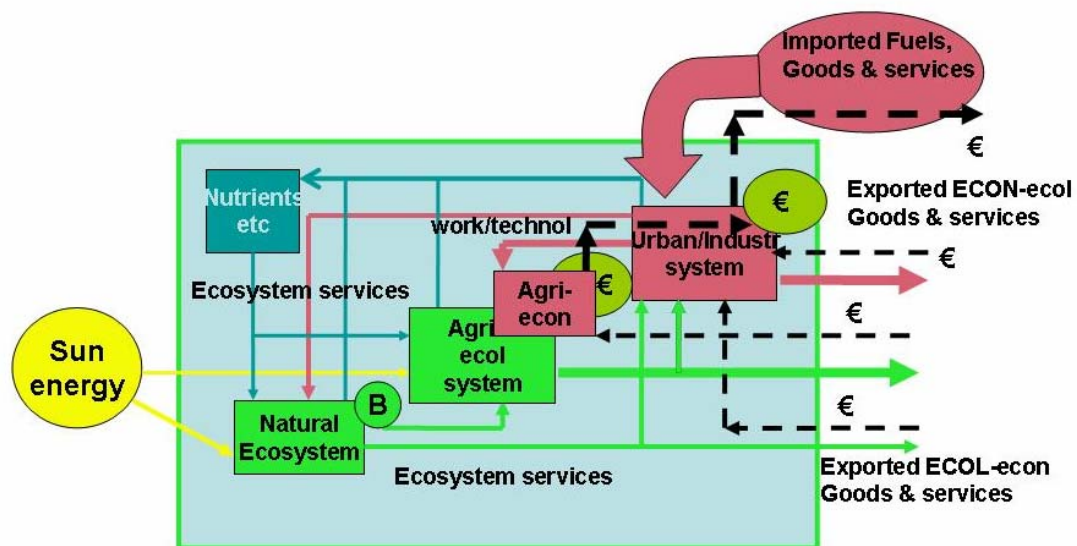 Imported Fuels,
Goods & services
€
Nutrients
etc
€
Exported ECON-ecol
Goods & services
work/technol
Urban/Industr
system
€
Ecosystem services
Agri-
econ
€
€
Agri
ecol
system
Sun
energy
B
€
Natural
Ecosystem
Ecosystem services
Exported ECOL-econ
Goods & services